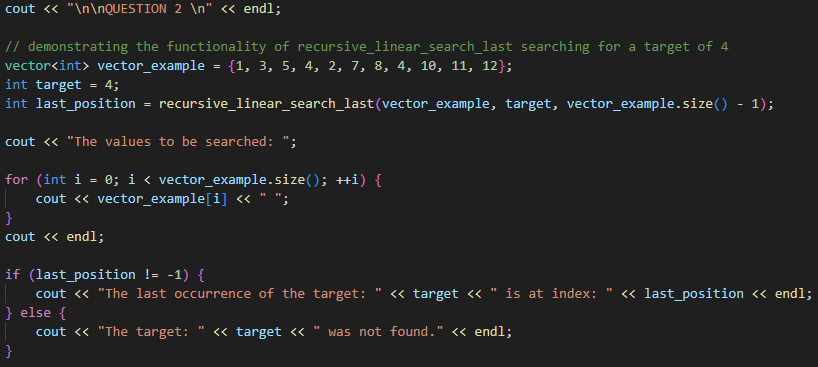 cout << "\n\nQUESTION 2 \n" << endl;
// demonstrating the functionality of recursive_linear_search_last searching for a target of 4
vector<int> vector_example = {1, 3, 5, 4, 2, 7, 8, 4, 10, 11, 12};
int target = 4;
int last_position = recursive_linear_search_last(vector_example, target, vector_example.size() - 1);
cout << "The values to be searched: ";
for (int i = 0; i < vector_example.size(); ++i) {
    cout << vector_example[i] << " ";
}
cout << endl;
if (last_position != -1) {
    cout << "The last occurrence of the target: " << target << " is at index: " << last_position << endl;
} else {
    cout << "The target: " << target << " was not found." << endl;
}